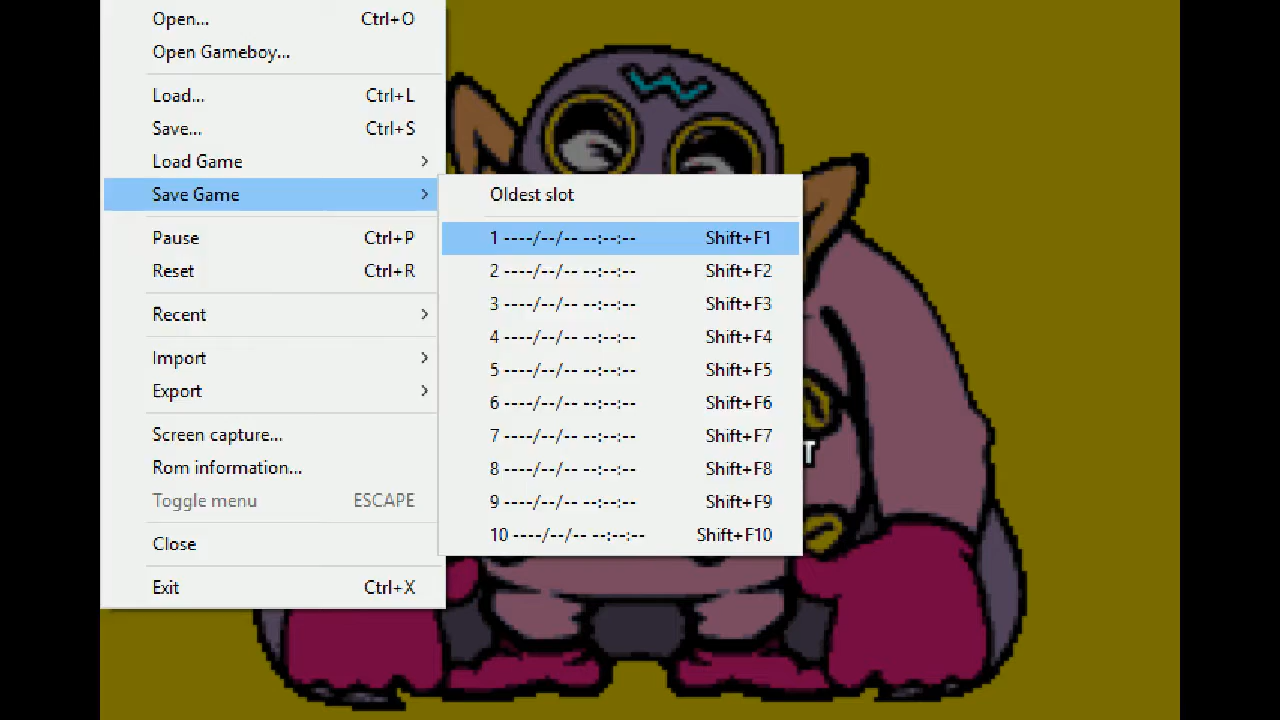 Open... Ctrl+O
Open Gameboy...
Load... Ctrl+L
Save... Ctrl+S
Load Game
Save Game
Pause Ctrl+P
Reset Ctrl+R
Recent
Import
Export
Screen capture...
Rom information...
Toggle menu ESCAPE
Close
Exit Ctrl+X
Oldest slot
1 ----/--/-- --:--:-- Shift+F1
2 ----/--/-- --:--:-- Shift+F2
3 ----/--/-- --:--:-- Shift+F3
4 ----/--/-- --:--:-- Shift+F4
5 ----/--/-- --:--:-- Shift+F5
6 ----/--/-- --:--:-- Shift+F6
7 ----/--/-- --:--:-- Shift+F7
8 ----/--/-- --:--:-- Shift+F8
9 ----/--/-- --:--:-- Shift+F9
10 ----/--/-- --:--:-- Shift+F10